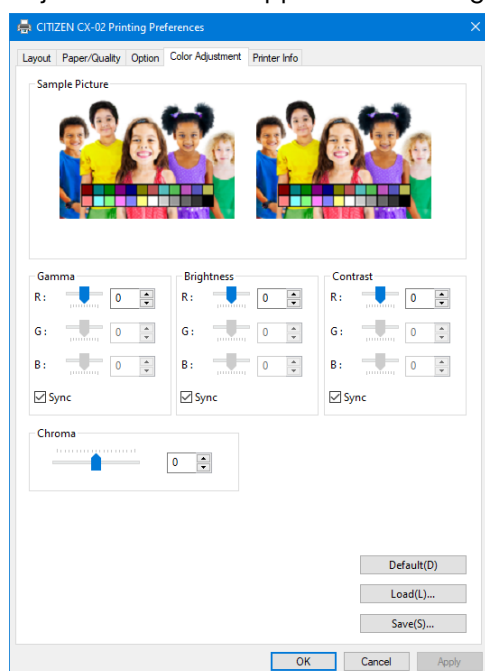 CITIZEN CX-02 Printing Preferences
Layout Paper/Quality Option Color Adjustment Printer Info
Sample Picture
Gamma Brightness Contrast
R: 0 R: 0 R: 0
G: 0 G: 0 G: 0
B: 0 B: 0 B: 0
Sync Sync Sync
Chroma
0
Default(D)
Load(L)...
Save(S)...
OK Cancel Apply